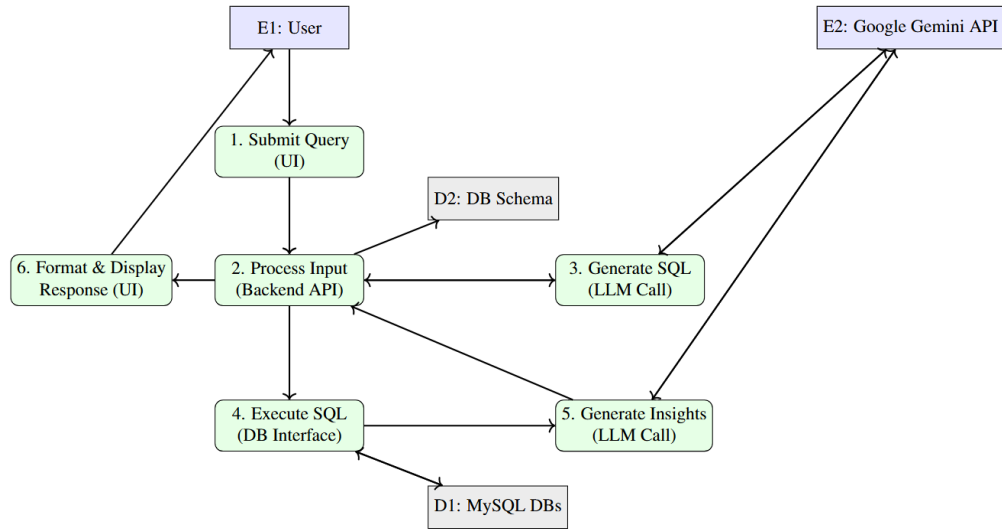 E1: User
E2: Google Gemini API
1. Submit Query
(UI)
D2: DB Schema
6. Format & Display
Response (UI)
2. Process Input
(Backend API)
3. Generate SQL
(LLM Call)
4. Execute SQL
(DB Interface)
5. Generate Insights
(LLM Call)
D1: MySQL DBs